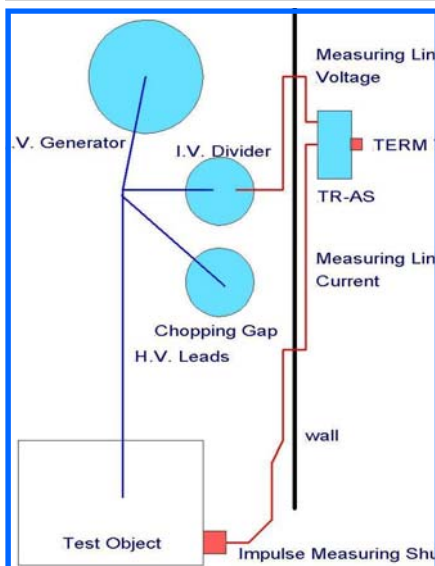 Measuring Lin
Voltage
.V. Generator
I.V. Divider
TERM
TR-AS
Measuring Lin
Current
Chopping Gap
H.V. Leads
wall
Test Object
Impulse Measuring Shu